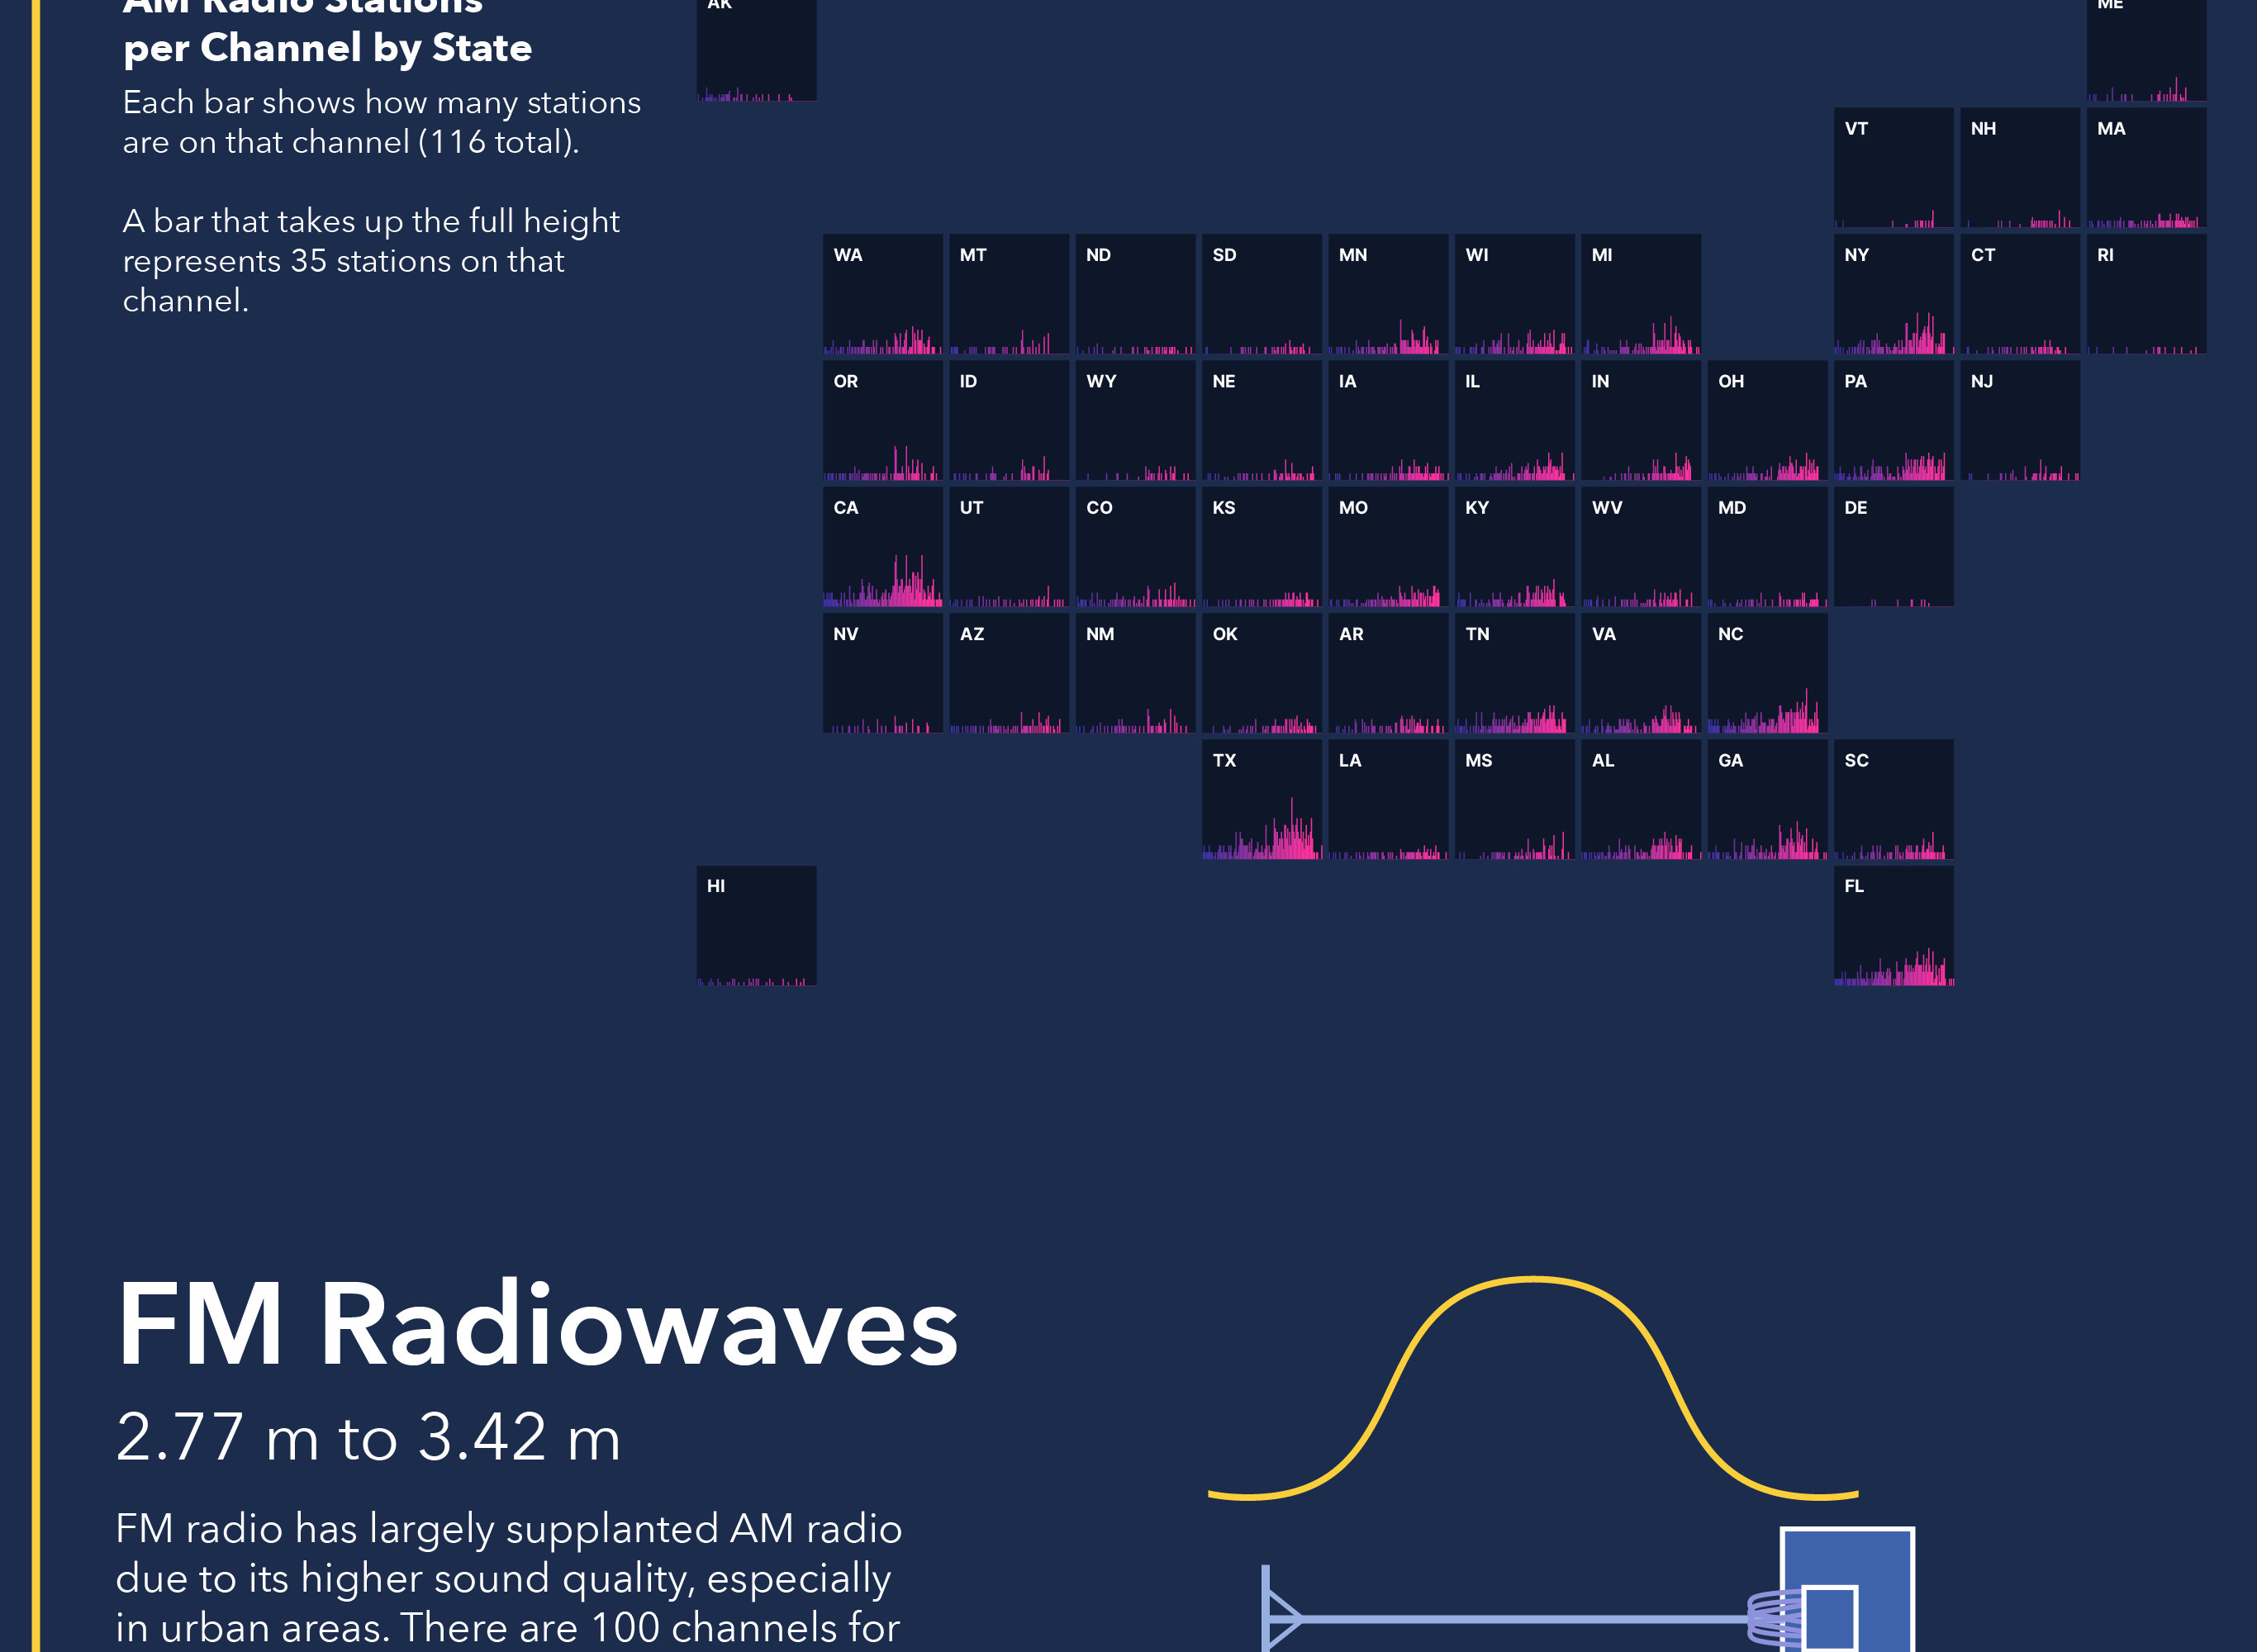 AM Radio Stations
per Channel by State
Each bar shows how many stations
are on that channel (116 total).
A bar that takes up the full height
represents 35 stations on that
channel.
AK
ME
VT
NH
MA
WA
MT
ND
SD
MN
WI
MI
NY
CT
RI
OR
ID
WY
NE
IA
IL
IN
OH
PA
NJ
CA
UT
CO
KS
MO
KY
WV
MD
DE
NV
AZ
NM
OK
AR
TN
VA
NC
TX
LA
MS
AL
GA
SC
HI
FL
FM Radiowaves
2.77 m to 3.42 m
FM radio has largely supplanted AM radio
due to its higher sound quality, especially
in urban areas. There are 100 channels for